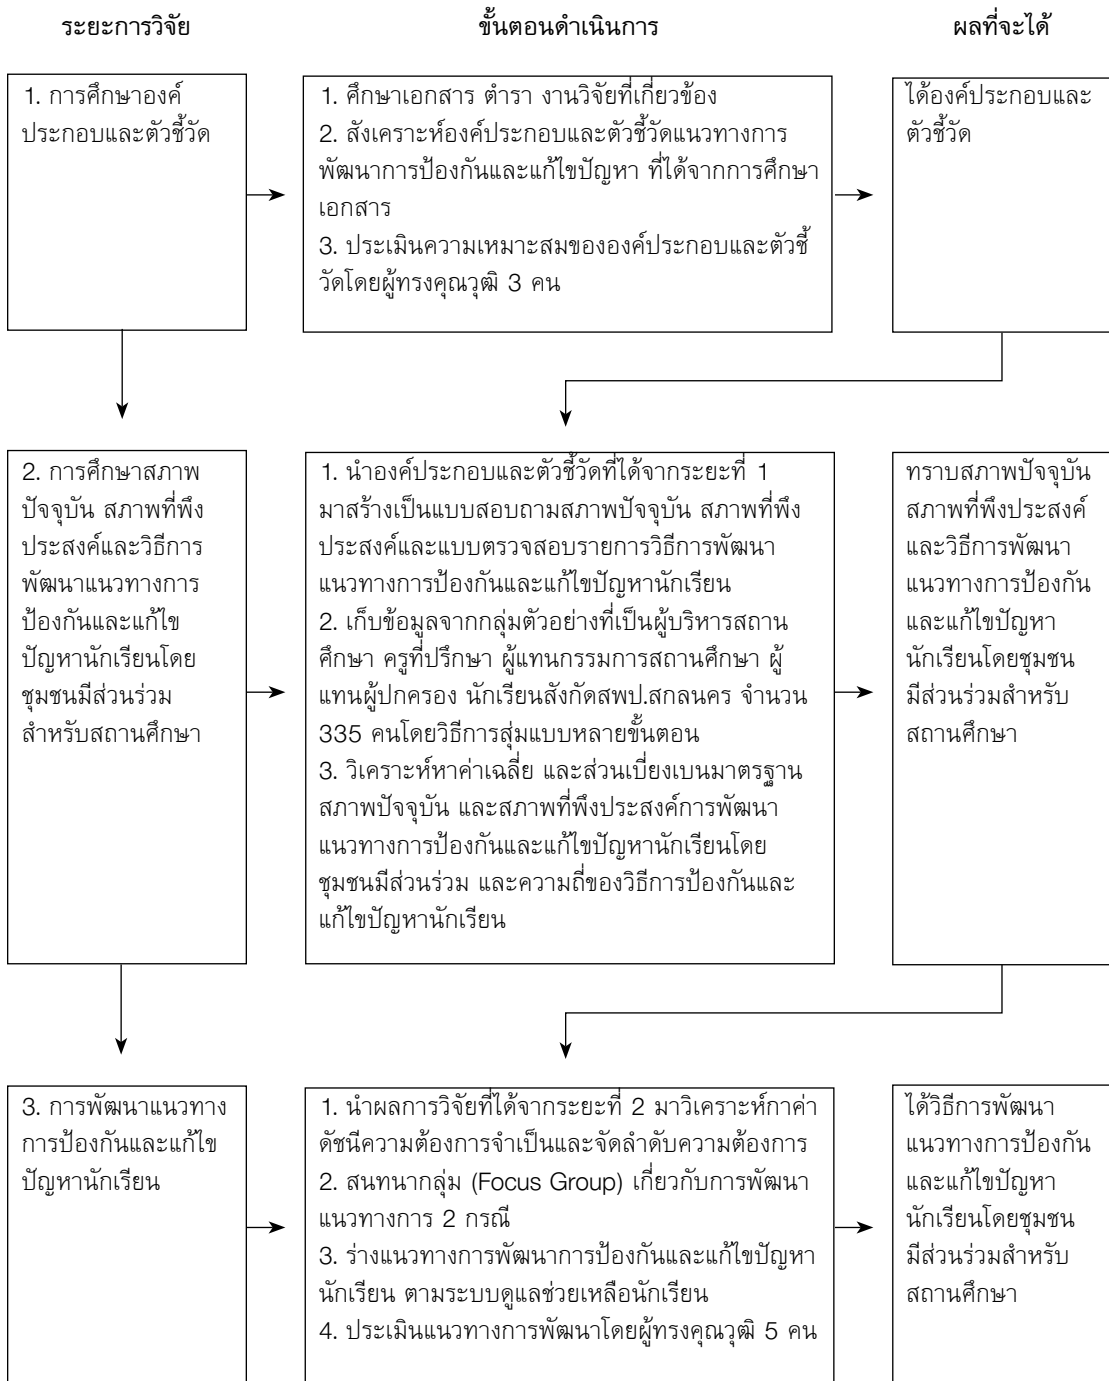 ระยะการวิจัย
ขั้นตอนดำเนินการ
ผลที่จะได้
1. การศึกษาองค์
ประกอบและตัวชี้วัด
1. ศึกษาเอกสาร ตำรา งานวิจัยที่เกี่ยวข้อง
2. สังเคราะห์องค์ประกอบและตัวชี้วัดแนวทางการ
พัฒนาการป้องกันและแก้ไขปัญหา ที่ได้จากการศึกษา
เอกสาร
3. ประเมินความเหมาะสมขององค์ประกอบและตัวชี้
วัดโดยผู้ทรงคุณวุฒิ 3 คน
ได้องค์ประกอบและ
ตัวชี้วัด
2. การศึกษาสภาพ
ปัจจุบัน สภาพที่พึง
ประสงค์และวิธีการ
พัฒนาแนวทางการ
ป้องกันและแก้ไข
ปัญหานักเรียนโดย
ชุมชนมีส่วนร่วม
สำหรับสถานศึกษา
1. นำองค์ประกอบและตัวชี้วัดที่ได้จากระยะที่ 1
มาสร้างเป็นแบบสอบถามสภาพปัจจุบัน สภาพที่พึง
ประสงค์และแบบตรวจสอบรายการวิธีการพัฒนา
แนวทางการป้องกันและแก้ไขปัญหานักเรียน
2. เก็บข้อมูลจากกลุ่มตัวอย่างที่เป็นผู้บริหารสถาน
ศึกษา ครูที่ปรึกษา ผู้แทนกรรมการสถานศึกษา ผู้
แทนผู้ปกครอง นักเรียนสังกัดสพป.สกลนคร จำนวน
335 คนโดยวิธีการสุ่มแบบหลายขั้นตอน
3. วิเคราะห์หาค่าเฉลี่ย และส่วนเบี่ยงเบนมาตรฐาน
สภาพปัจจุบัน และสภาพที่พึงประสงค์การพัฒนา
แนวทางการป้องกันและแก้ไขปัญหานักเรียนโดย
ชุมชนมีส่วนร่วม และความถี่ของวิธีการป้องกันและ
แก้ไขปัญหานักเรียน
ทราบสภาพปัจจุบัน
สภาพที่พึงประสงค์
และวิธีการพัฒนา
แนวทางการป้องกัน
และแก้ไขปัญหา
นักเรียนโดยชุมชน
มีส่วนร่วมสำหรับ
สถานศึกษา
3. การพัฒนาแนวทาง
การป้องกันและแก้ไข
ปัญหานักเรียน
1. นำผลการวิจัยที่ได้จากระยะที่ 2 มาวิเคราะห์กาค่า
ดัชนีความต้องการจำเป็นและจัดลำดับความต้องการ
2. สนทนากลุ่ม (Focus Group) เกี่ยวกับการพัฒนา
แนวทางการ 2 กรณี
3. ร่างแนวทางการพัฒนาการป้องกันและแก้ไขปัญหา
นักเรียน ตามระบบดูแลช่วยเหลือนักเรียน
4. ประเมินแนวทางการพัฒนาโดยผู้ทรงคุณวุฒิ 5 คน
ได้วิธีการพัฒนา
แนวทางการป้องกัน
และแก้ไขปัญหา
นักเรียนโดยชุมชน
มีส่วนร่วมสำหรับ
สถานศึกษา